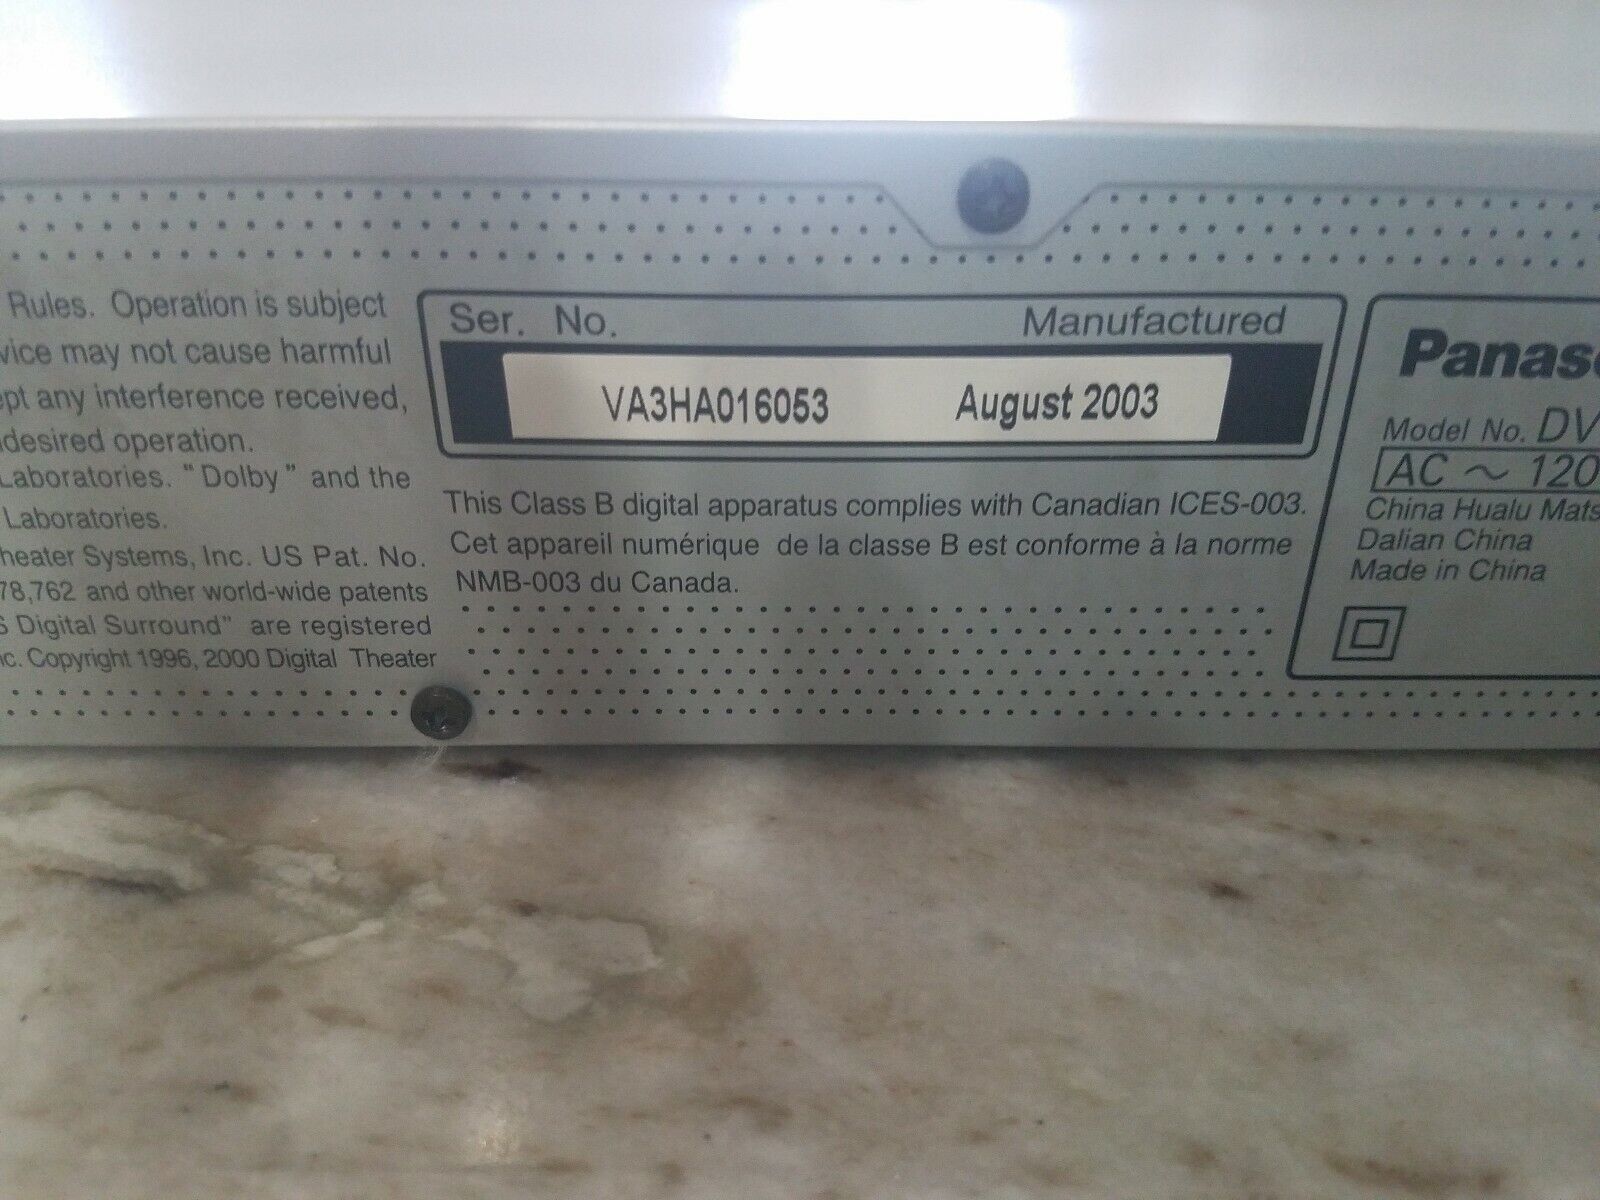 Rules. Operation is subject
may not cause harmful
any interference received,
operation.
Laboratories. "Dolby" and the
Laboratories.
Systems, Inc. US Pat. No.
78,762 and other world-wide patents
Digital Surround" are registered
Copyright 1996, 2000 Digital Theater
Ser. No. Manufactured
VA3HA016053 August 2003
This Class B digital apparatus complies with Canadian ICES-003.
Cet appareil numérique de la classe B est conforme à la norme
NMB-003 du Canada.
Panas
Model No. DV
AC ~ 120
China Hualu Mats
Dalian China
Made in China